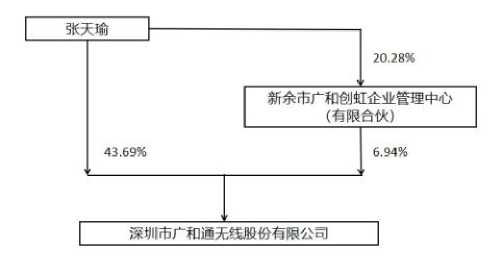 张天瑜
20.28%
新余市广和创虹企业管理中心
（有限合伙）
43.69%
6.94%
深圳市广和通无线股份有限公司